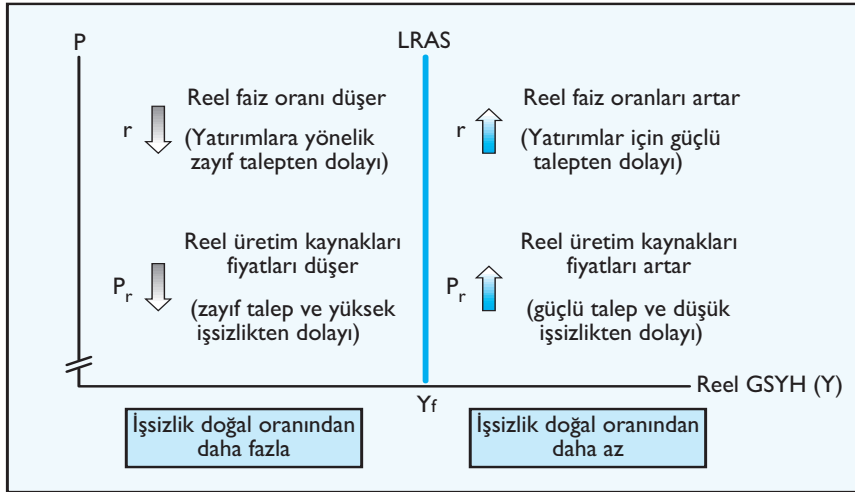 P
LRAS
Reel faiz oranı düşer
r
(Yatırımlara yönelik
zayıf talepten dolayı)
Reel faiz oranları artar
r
(Yatırımlar için güçlü
talepten dolayı)
Reel üretim kaynakları
fiyatları düşer
Pr
(zayıf talep ve yüksek
işsizlikten dolayı)
Reel üretim kaynakları
fiyatları artar
Pr
(güçlü talep ve düşük
işsizlikten dolayı)
Reel GSYH (Y)
Yf
İşsizlik doğal oranından
daha fazla
İşsizlik doğal oranından
daha az